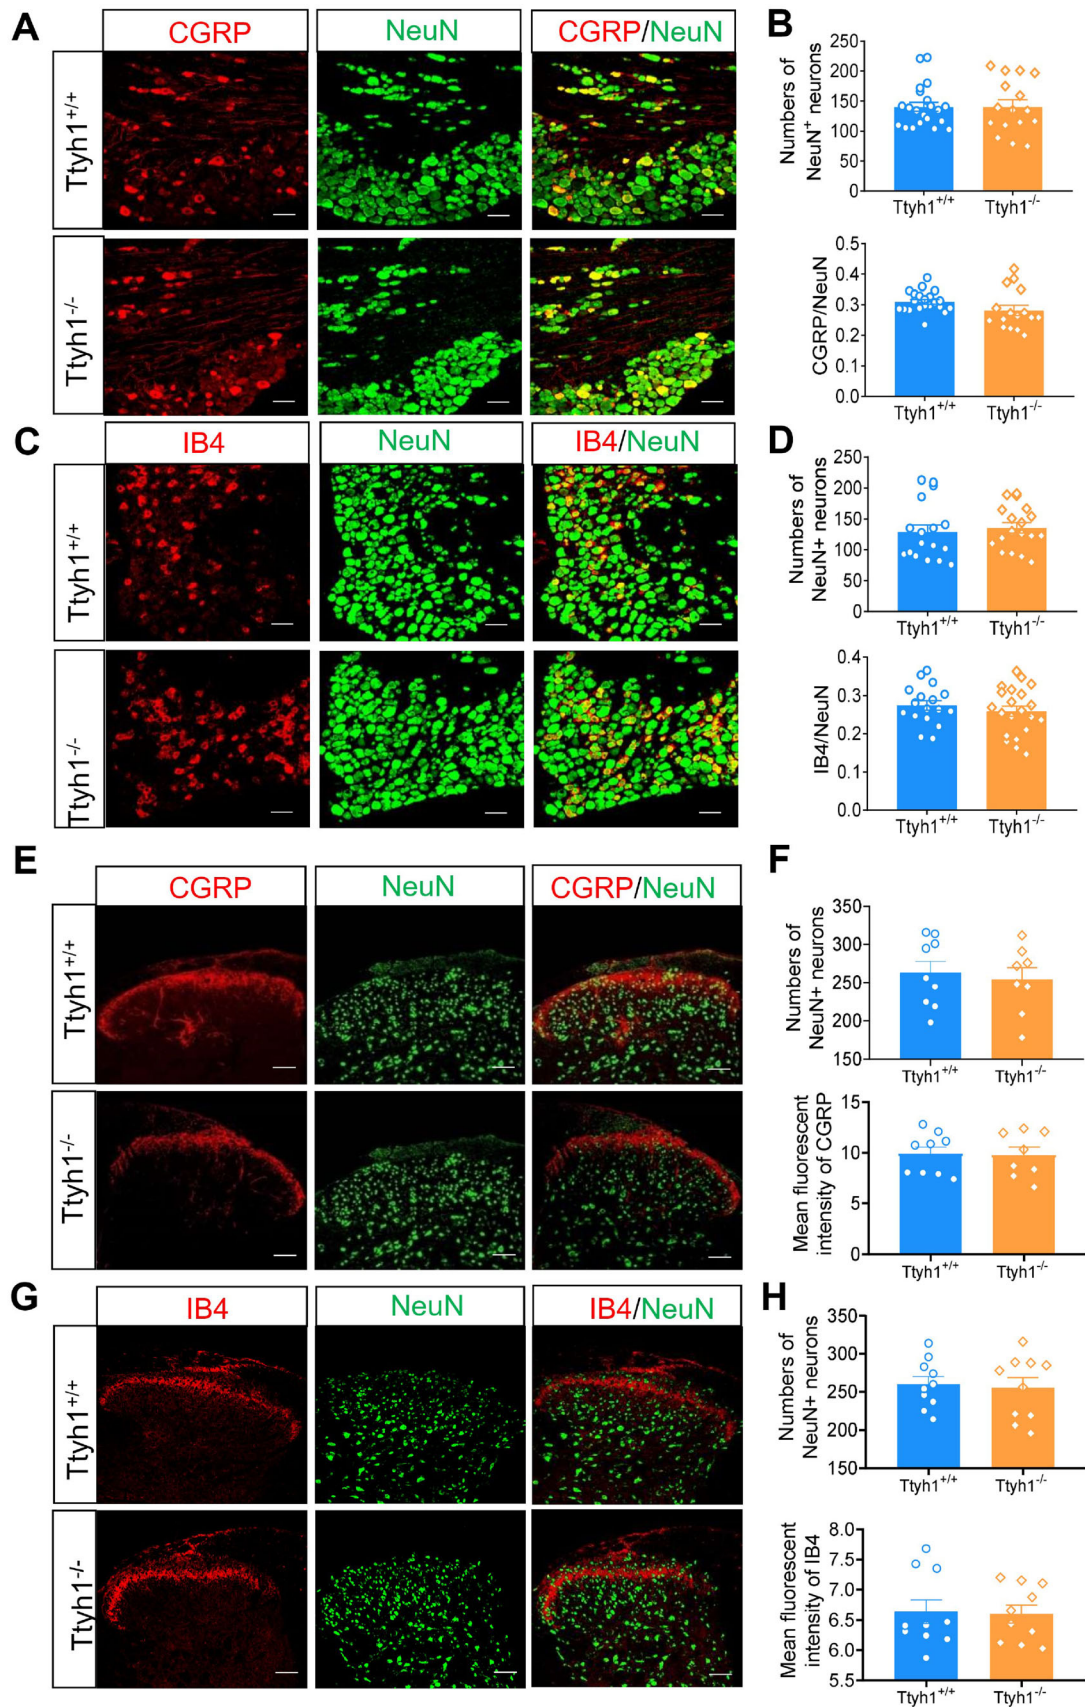 A
CGRP
NeuN
CGRP/NeuN
Ttyh1+/+
Ttyh1-/-
B
Numbers of
NeuN+ neurons
250
200
150
100
50
0
Ttyh1+/+
Ttyh1-/-
CGRP/NeuN
0.5
0.4
0.3
0.2
0.1
0.0
Ttyh1+/+
Ttyh1-/-
C
IB4
NeuN
IB4/NeuN
Ttyh1+/+
Ttyh1-/-
D
Numbers of
NeuN+ neurons
250
200
150
100
50
0
Ttyh1+/+
Ttyh1-/-
IB4/NeuN
0.4
0.3
0.2
0.1
0.0
Ttyh1+/+
Ttyh1-/-
E
CGRP
NeuN
CGRP/NeuN
Ttyh1+/+
Ttyh1-/-
F
Numbers of
NeuN+ neurons
350
300
250
200
150
Ttyh1+/+
Ttyh1-/-
Mean fluorescent
intensity of CGRP
15
10
5
0
Ttyh1+/+
Ttyh1-/-
G
IB4
NeuN
IB4/NeuN
Ttyh1+/+
Ttyh1-/-
H
Numbers of
NeuN+ neurons
350
300
250
200
150
Ttyh1+/+
Ttyh1-/-
Mean fluorescent
intensity of IB4
8.0
7.5
7.0
6.5
6.0
5.5
Ttyh1+/+
Ttyh1-/-